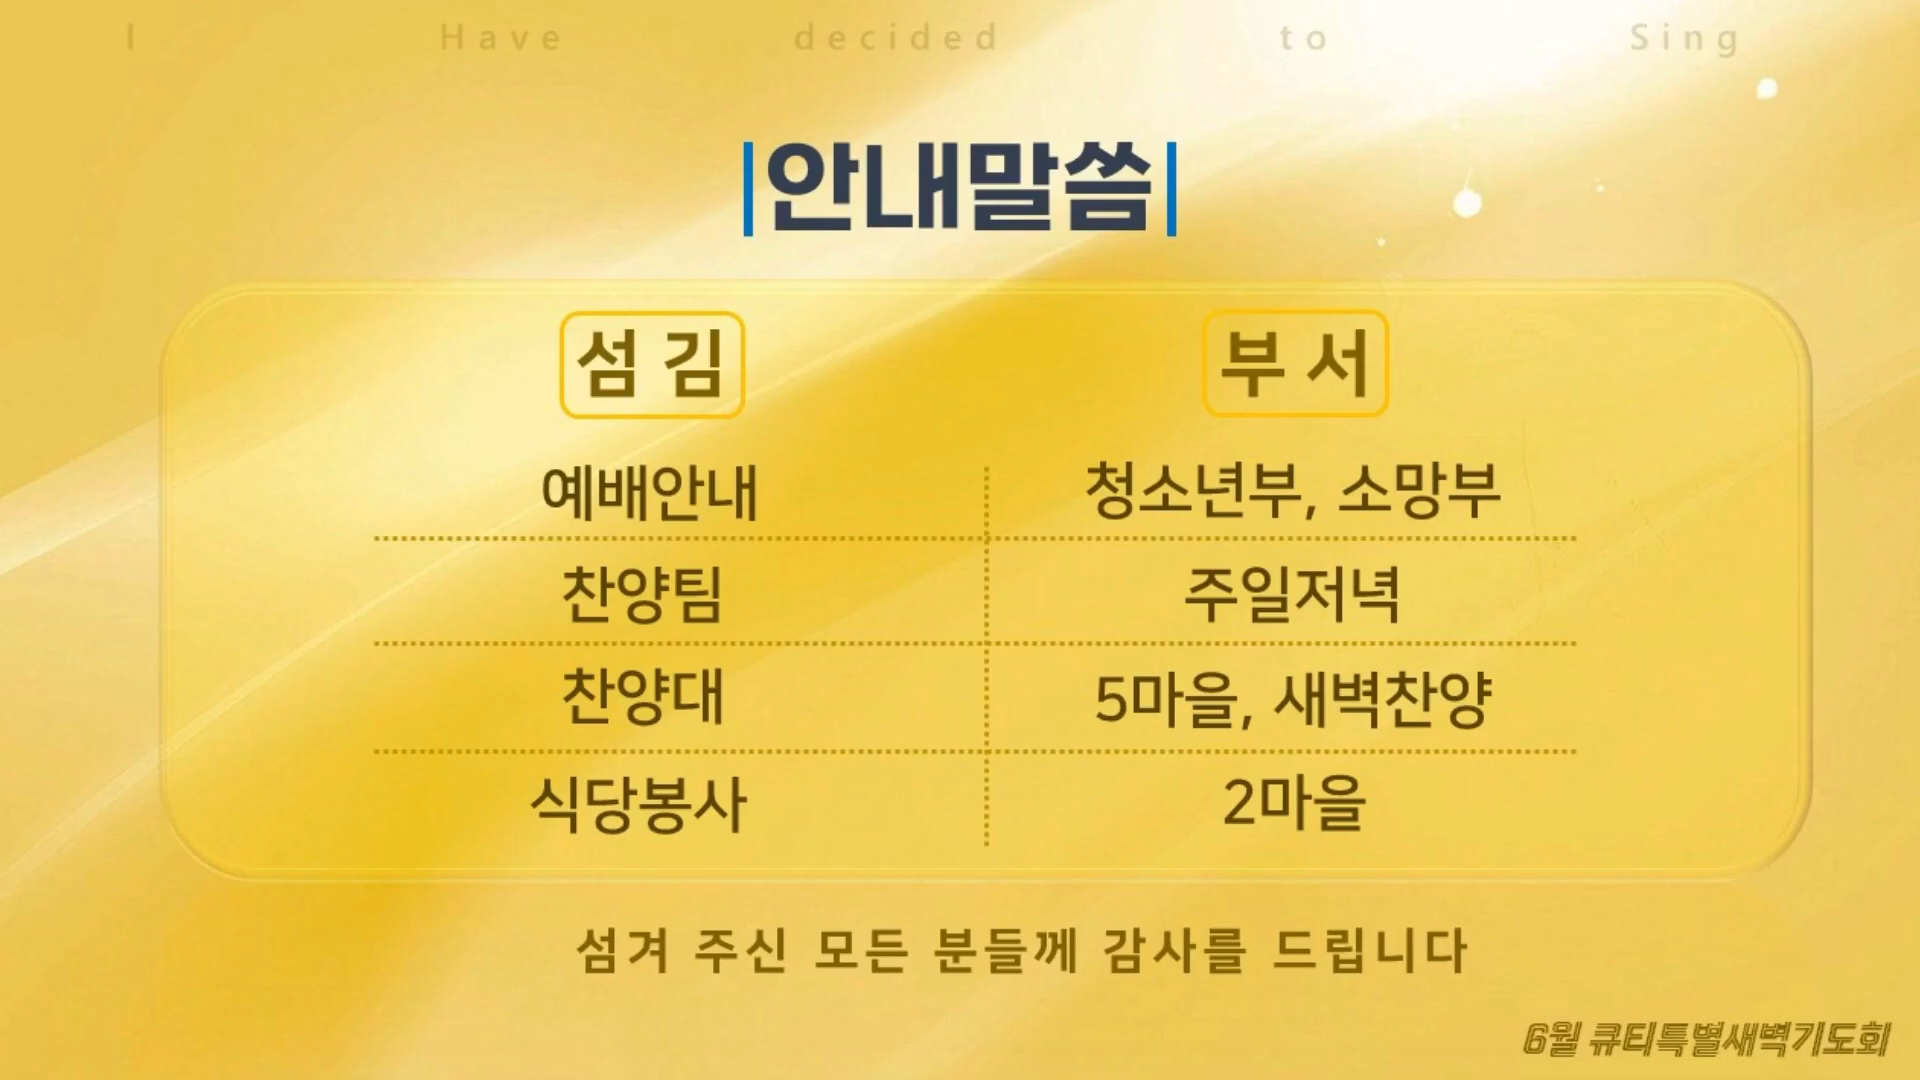 I Have decided to Sing
안내말씀
섬김 부서
예배안내 청소년부, 소망부
찬양팀 주일저녁
찬양대 5마을, 새벽찬양
식당봉사 2마을
섬겨 주신 모든 분들께 감사를 드립니다
6월 큐티특별새벽기도회